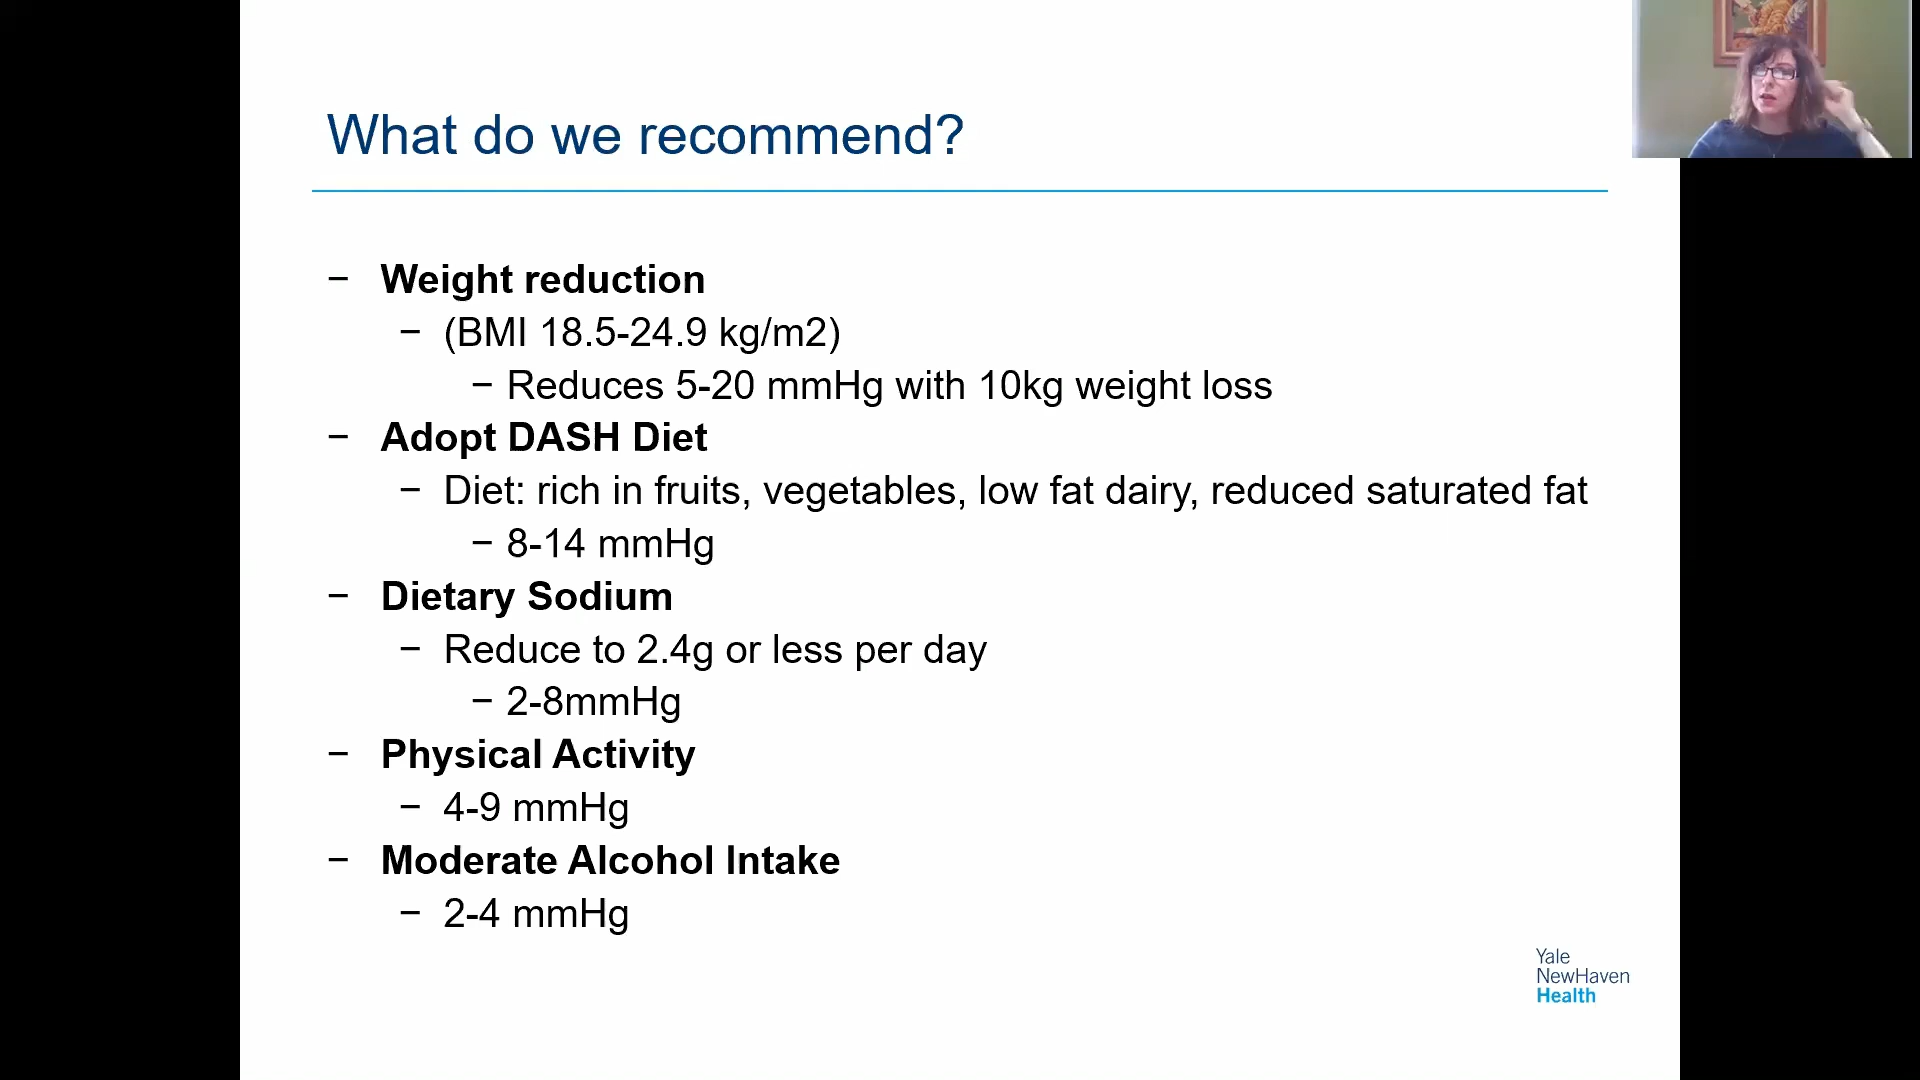 What do we recommend?
− Weight reduction
− (BMI 18.5-24.9 kg/m2)
− Reduces 5-20 mmHg with 10kg weight loss
− Adopt DASH Diet
− Diet: rich in fruits, vegetables, low fat dairy, reduced saturated fat
− 8-14 mmHg
− Dietary Sodium
− Reduce to 2.4g or less per day
− 2-8mmHg
− Physical Activity
− 4-9 mmHg
− Moderate Alcohol Intake
− 2-4 mmHg
Yale
NewHaven
Health